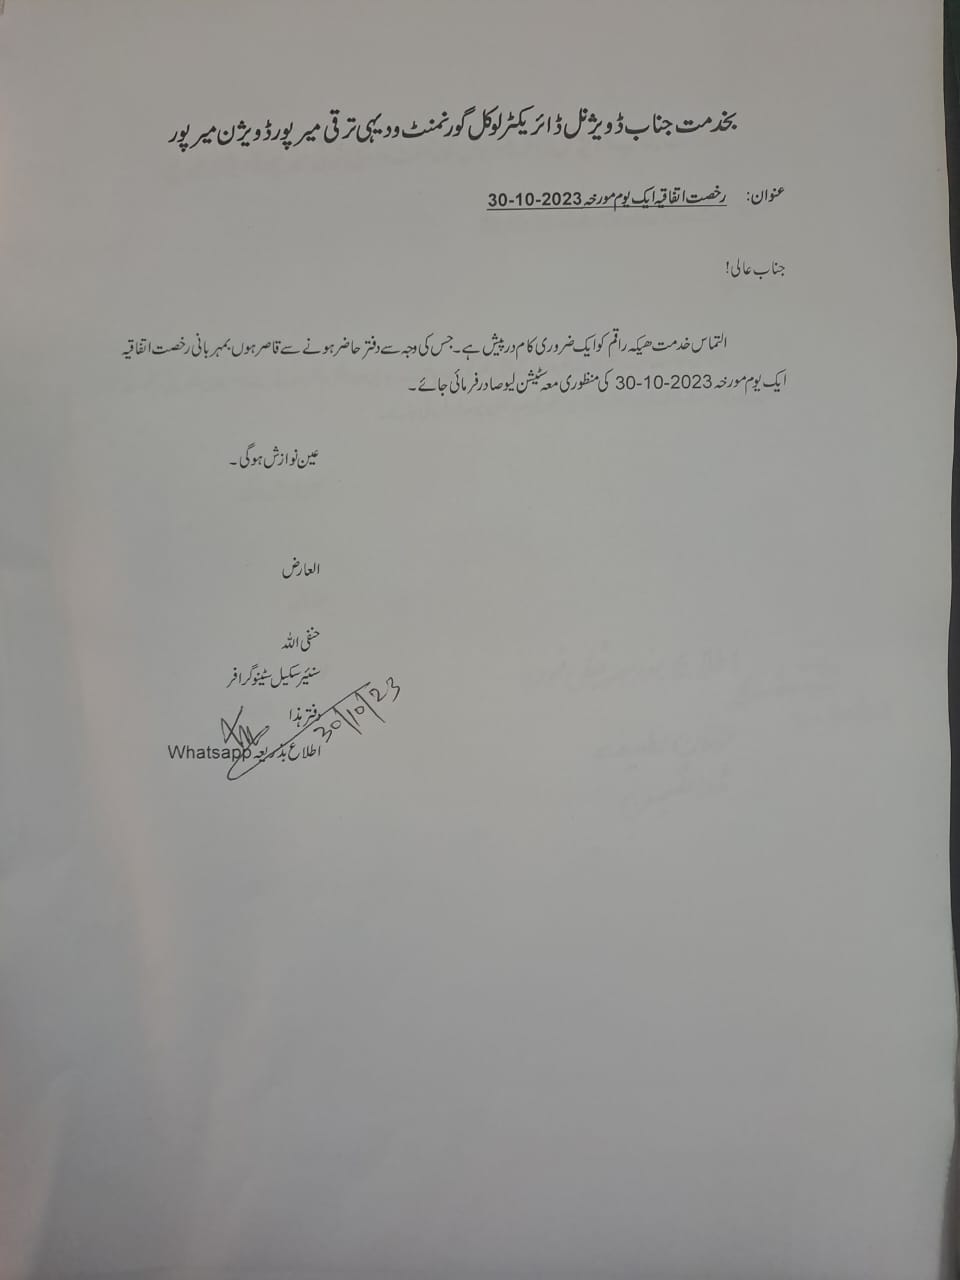 بخدمت جناب ڈویژنل ڈائریکٹر لوکل گورنمنٹ ودیہی ترقی میرپور ڈویژن میرپور
عنوان: رخصت اتفاقیہ ایک یوم مورخہ 30-10-2023
جناب عالی!
التماس خدمت ھیکہ راقم کو ایک ضروری کام درپیش ہے۔ جس کی وجہ سے دفتر حاضر ہونے سے قاصر ہوں بمہربانی رخصت اتفاقیہ
ایک یوم مورخہ 30-10-2023 کی منظوری معہ سٹیشن لیو صادر فرمائی جائے ۔
عین نوازش ہوگی ۔
العارض
حنفی اللہ
سنئیر سکیل سٹینوگرافر
دفتر ہذا
30/10/23
اطلاع بذریعہ Whatsapp